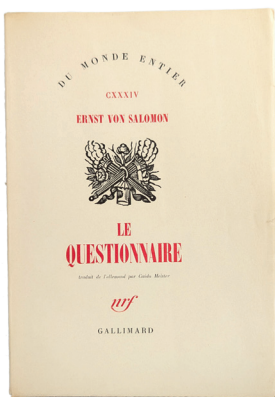 DU MONDE ENTIER
CXXXIV
ERNST VON SALOMON
LE
QUESTIONNAIRE
traduit de l'allemand par Guido Meister
nrf
GALLIMARD